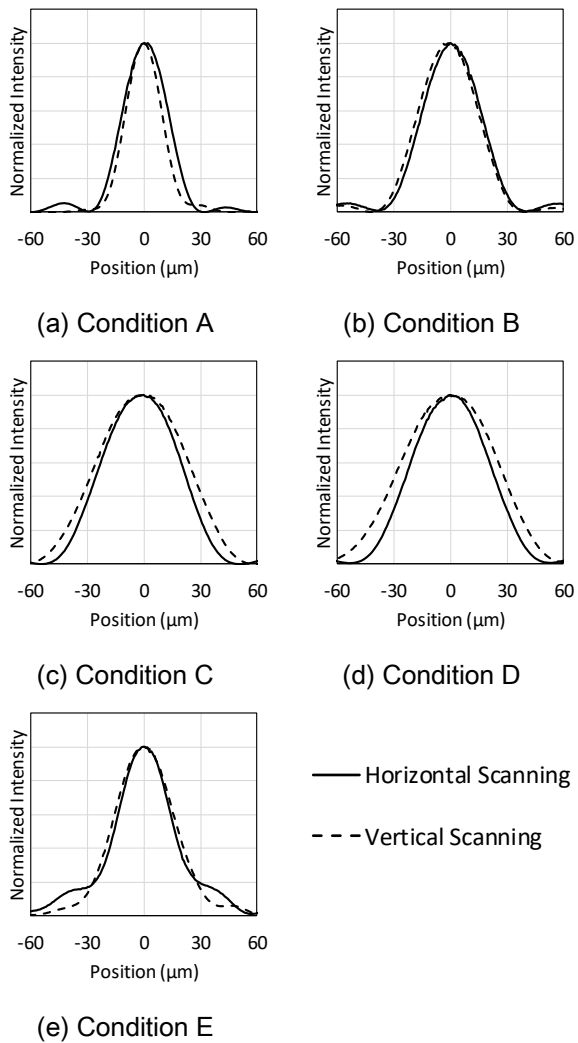 Normalized Intensity
-60 -30 0 30 60
Position (μm)
(a) Condition A
Normalized Intensity
-60 -30 0 30 60
Position (μm)
(b) Condition B
Normalized Intensity
-60 -30 0 30 60
Position (μm)
(c) Condition C
Normalized Intensity
-60 -30 0 30 60
Position (μm)
(d) Condition D
Normalized Intensity
-60 -30 0 30 60
Position (μm)
(e) Condition E
Horizontal Scanning
Vertical Scanning